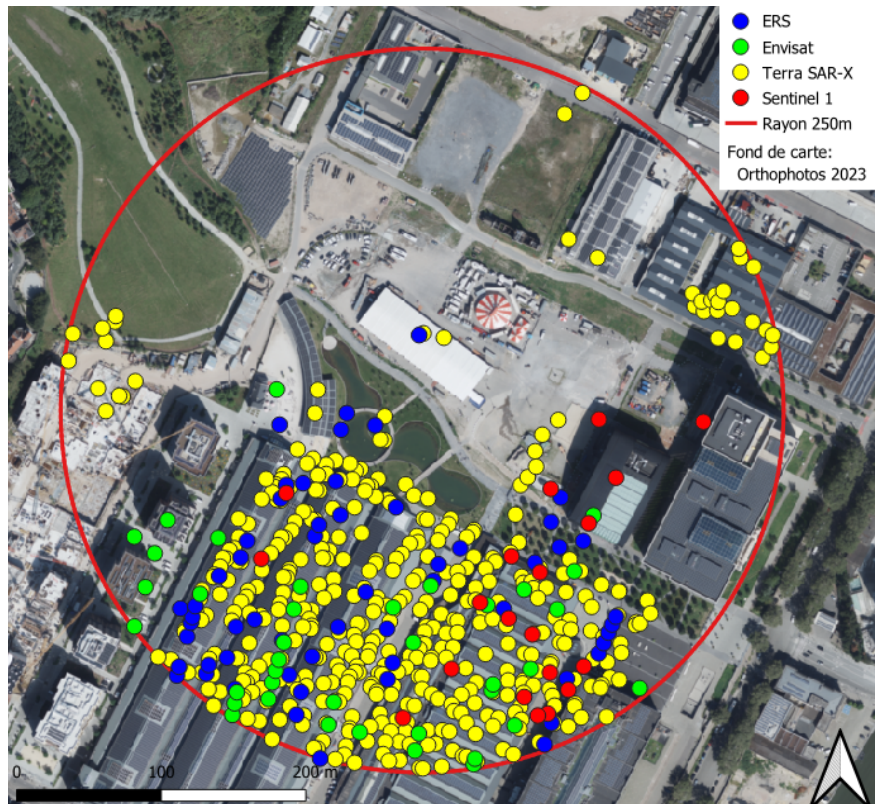 ERS
Envisat
Terra SAR-X
Sentinel 1
Rayon 250m
Fond de carte:
Orthophotos 2023
0 100 200 m